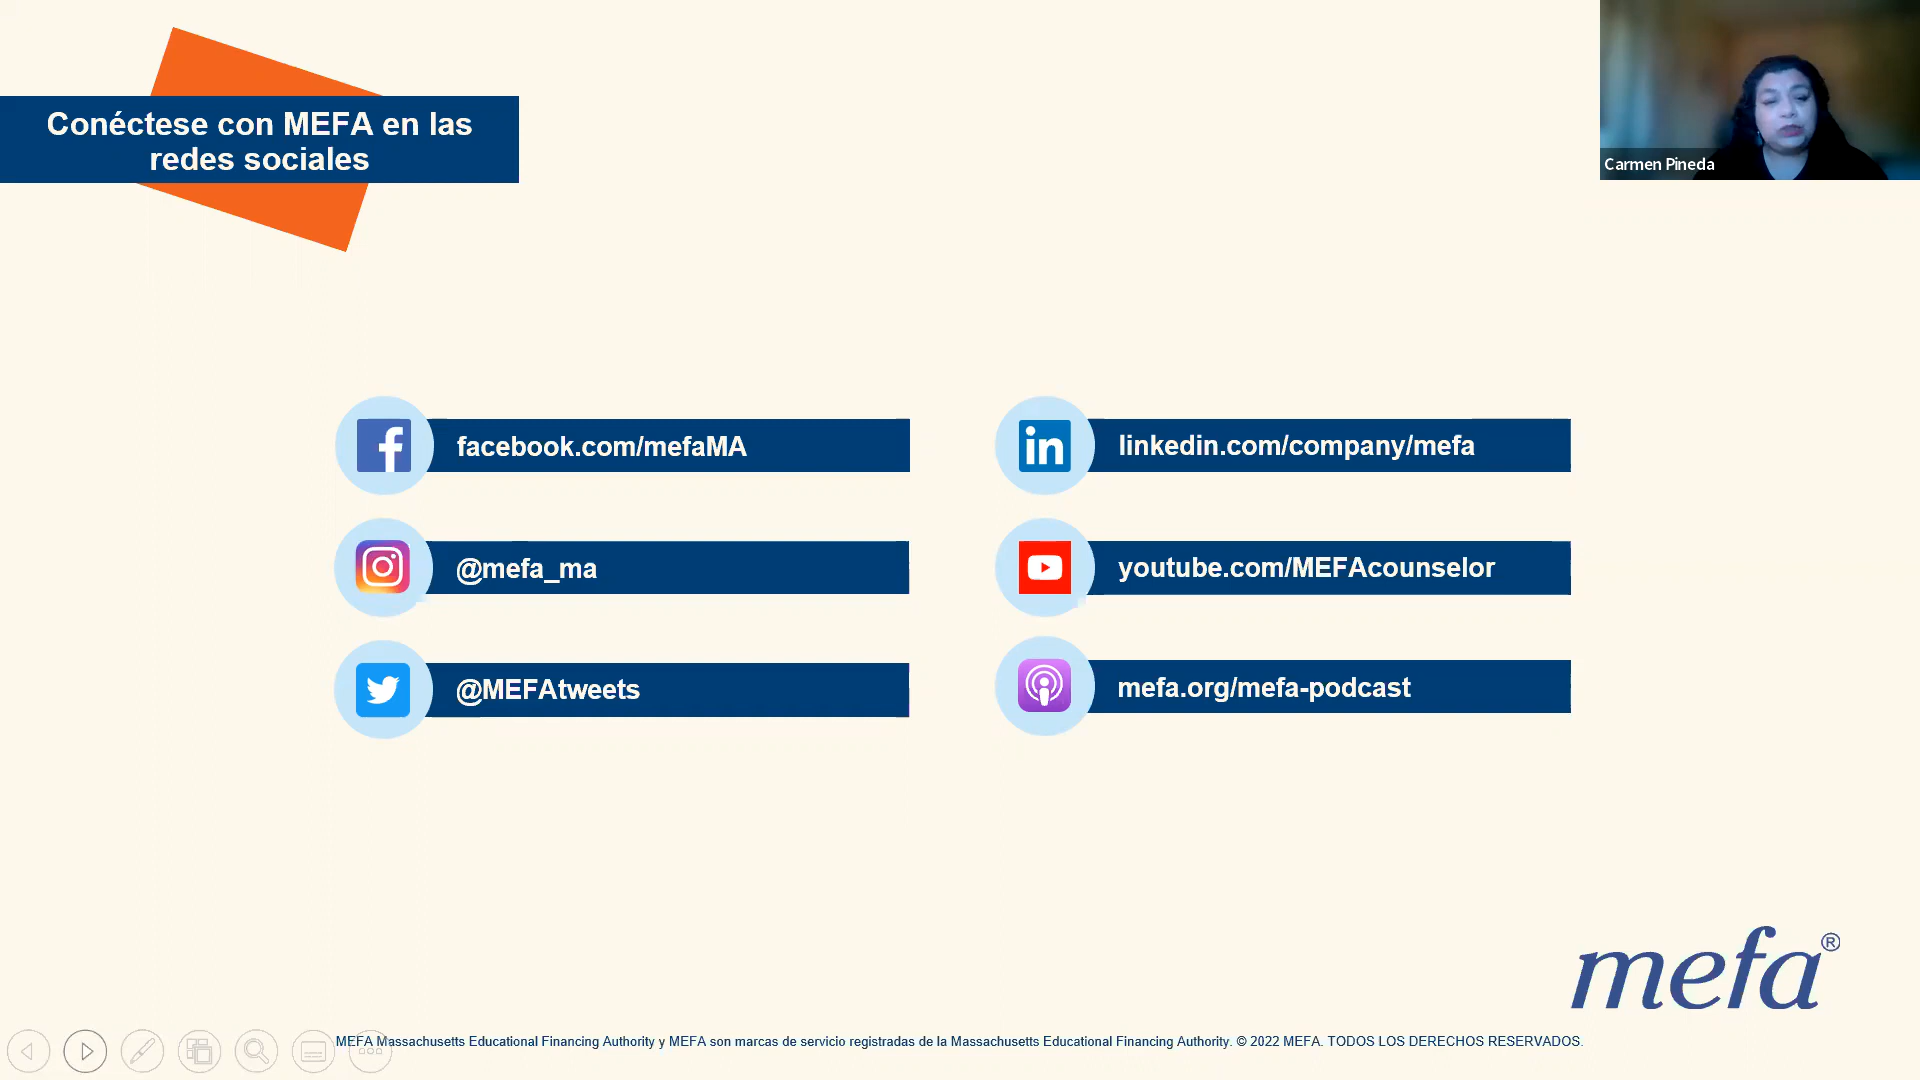 Conéctese con MEFA en las
redes sociales
Carmen Pineda
facebook.com/mefaMA
linkedin.com/company/mefa
@mefa_ma
youtube.com/MEFAcounselor
@MEFAtweets
mefa.org/mefa-podcast
mefa®
MEFA Massachusetts Educational Financing Authority y MEFA son marcas de servicio registradas de la Massachusetts Educational Financing Authority. © 2022 MEFA. TODOS LOS DERECHOS RESERVADOS.